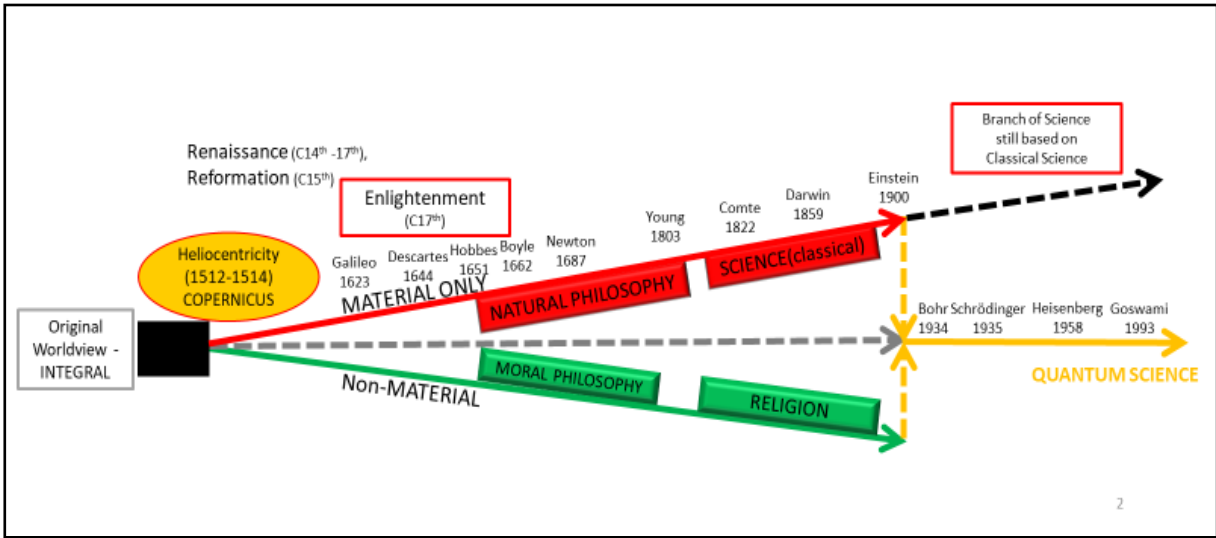 Renaissance (C14th -17th),
Reformation (C15th)
Enlightenment
(C17th)
Heliocentricity
(1512-1514)
COPERNICUS
Original
Worldview -
INTEGRAL
Galileo
1623
Descartes
1644
Hobbes
1651
Boyle
1662
Newton
1687
Young
1803
Comte
1822
Darwin
1859
Einstein
1900
Branch of Science
still based on
Classical Science
MATERIAL ONLY
NATURAL PHILOSOPHY
SCIENCE(classical)
Non-MATERIAL
MORAL PHILOSOPHY
RELIGION
Bohr
1934
Schrödinger
1935
Heisenberg
1958
Goswami
1993
QUANTUM SCIENCE
2